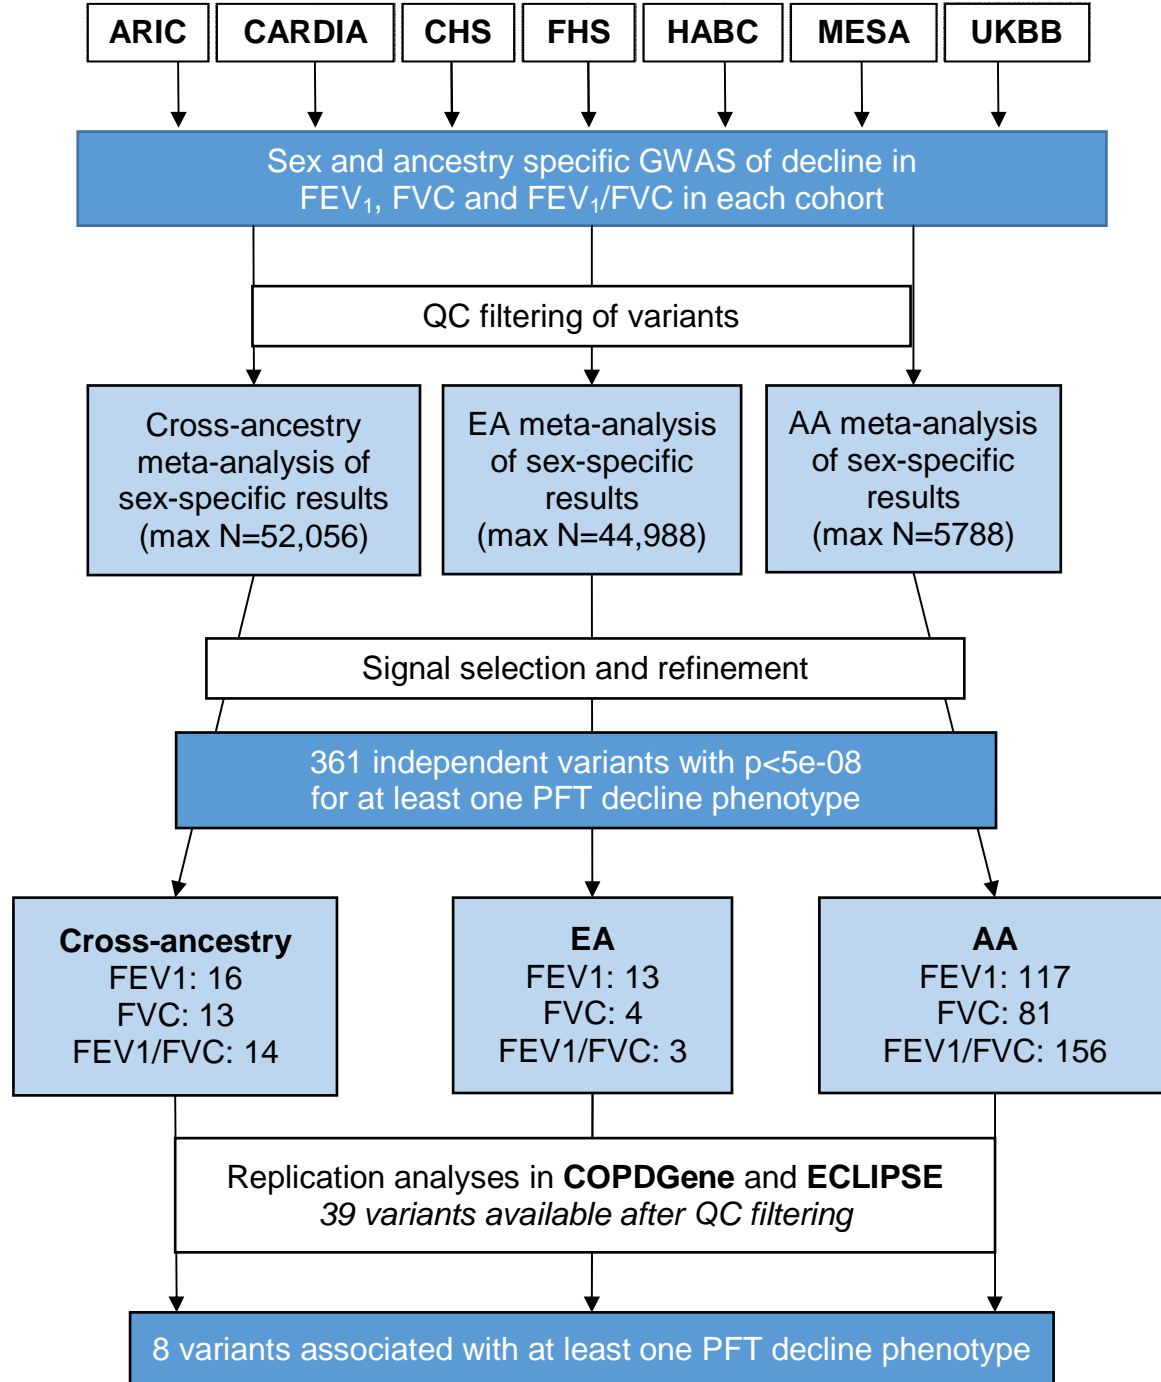 ARIC
CARDIA
CHS
FHS
HABC
MESA
UKBB
Sex and ancestry specific GWAS of decline in
FEV₁, FVC and FEV₁/FVC in each cohort
QC filtering of variants
Cross-ancestry
meta-analysis of
sex-specific results
(max N=52,056)
EA meta-analysis
of sex-specific
results
(max N=44,988)
AA meta-analysis
of sex-specific
results
(max N=5788)
Signal selection and refinement
361 independent variants with p<5e-08
for at least one PFT decline phenotype
Cross-ancestry
FEV1: 16
FVC: 13
FEV1/FVC: 14
EA
FEV1: 13
FVC: 4
FEV1/FVC: 3
AA
FEV1: 117
FVC: 81
FEV1/FVC: 156
Replication analyses in COPDGene and ECLIPSE
39 variants available after QC filtering
8 variants associated with at least one PFT decline phenotype